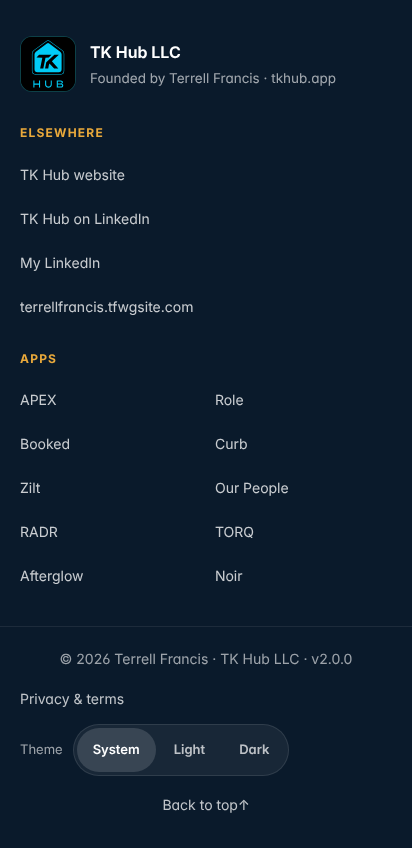 TK
HUB
TK Hub LLC
Founded by Terrell Francis · tkhub.app
ELSEWHERE
TK Hub website
TK Hub on LinkedIn
My LinkedIn
terrellfrancis.tfwgsite.com
APPS
APEX Role
Booked Curb
Zilt Our People
RADR TORQ
Afterglow Noir
© 2026 Terrell Francis · TK Hub LLC · v2.0.0
Privacy & terms
Theme System Light Dark
Back to top↑